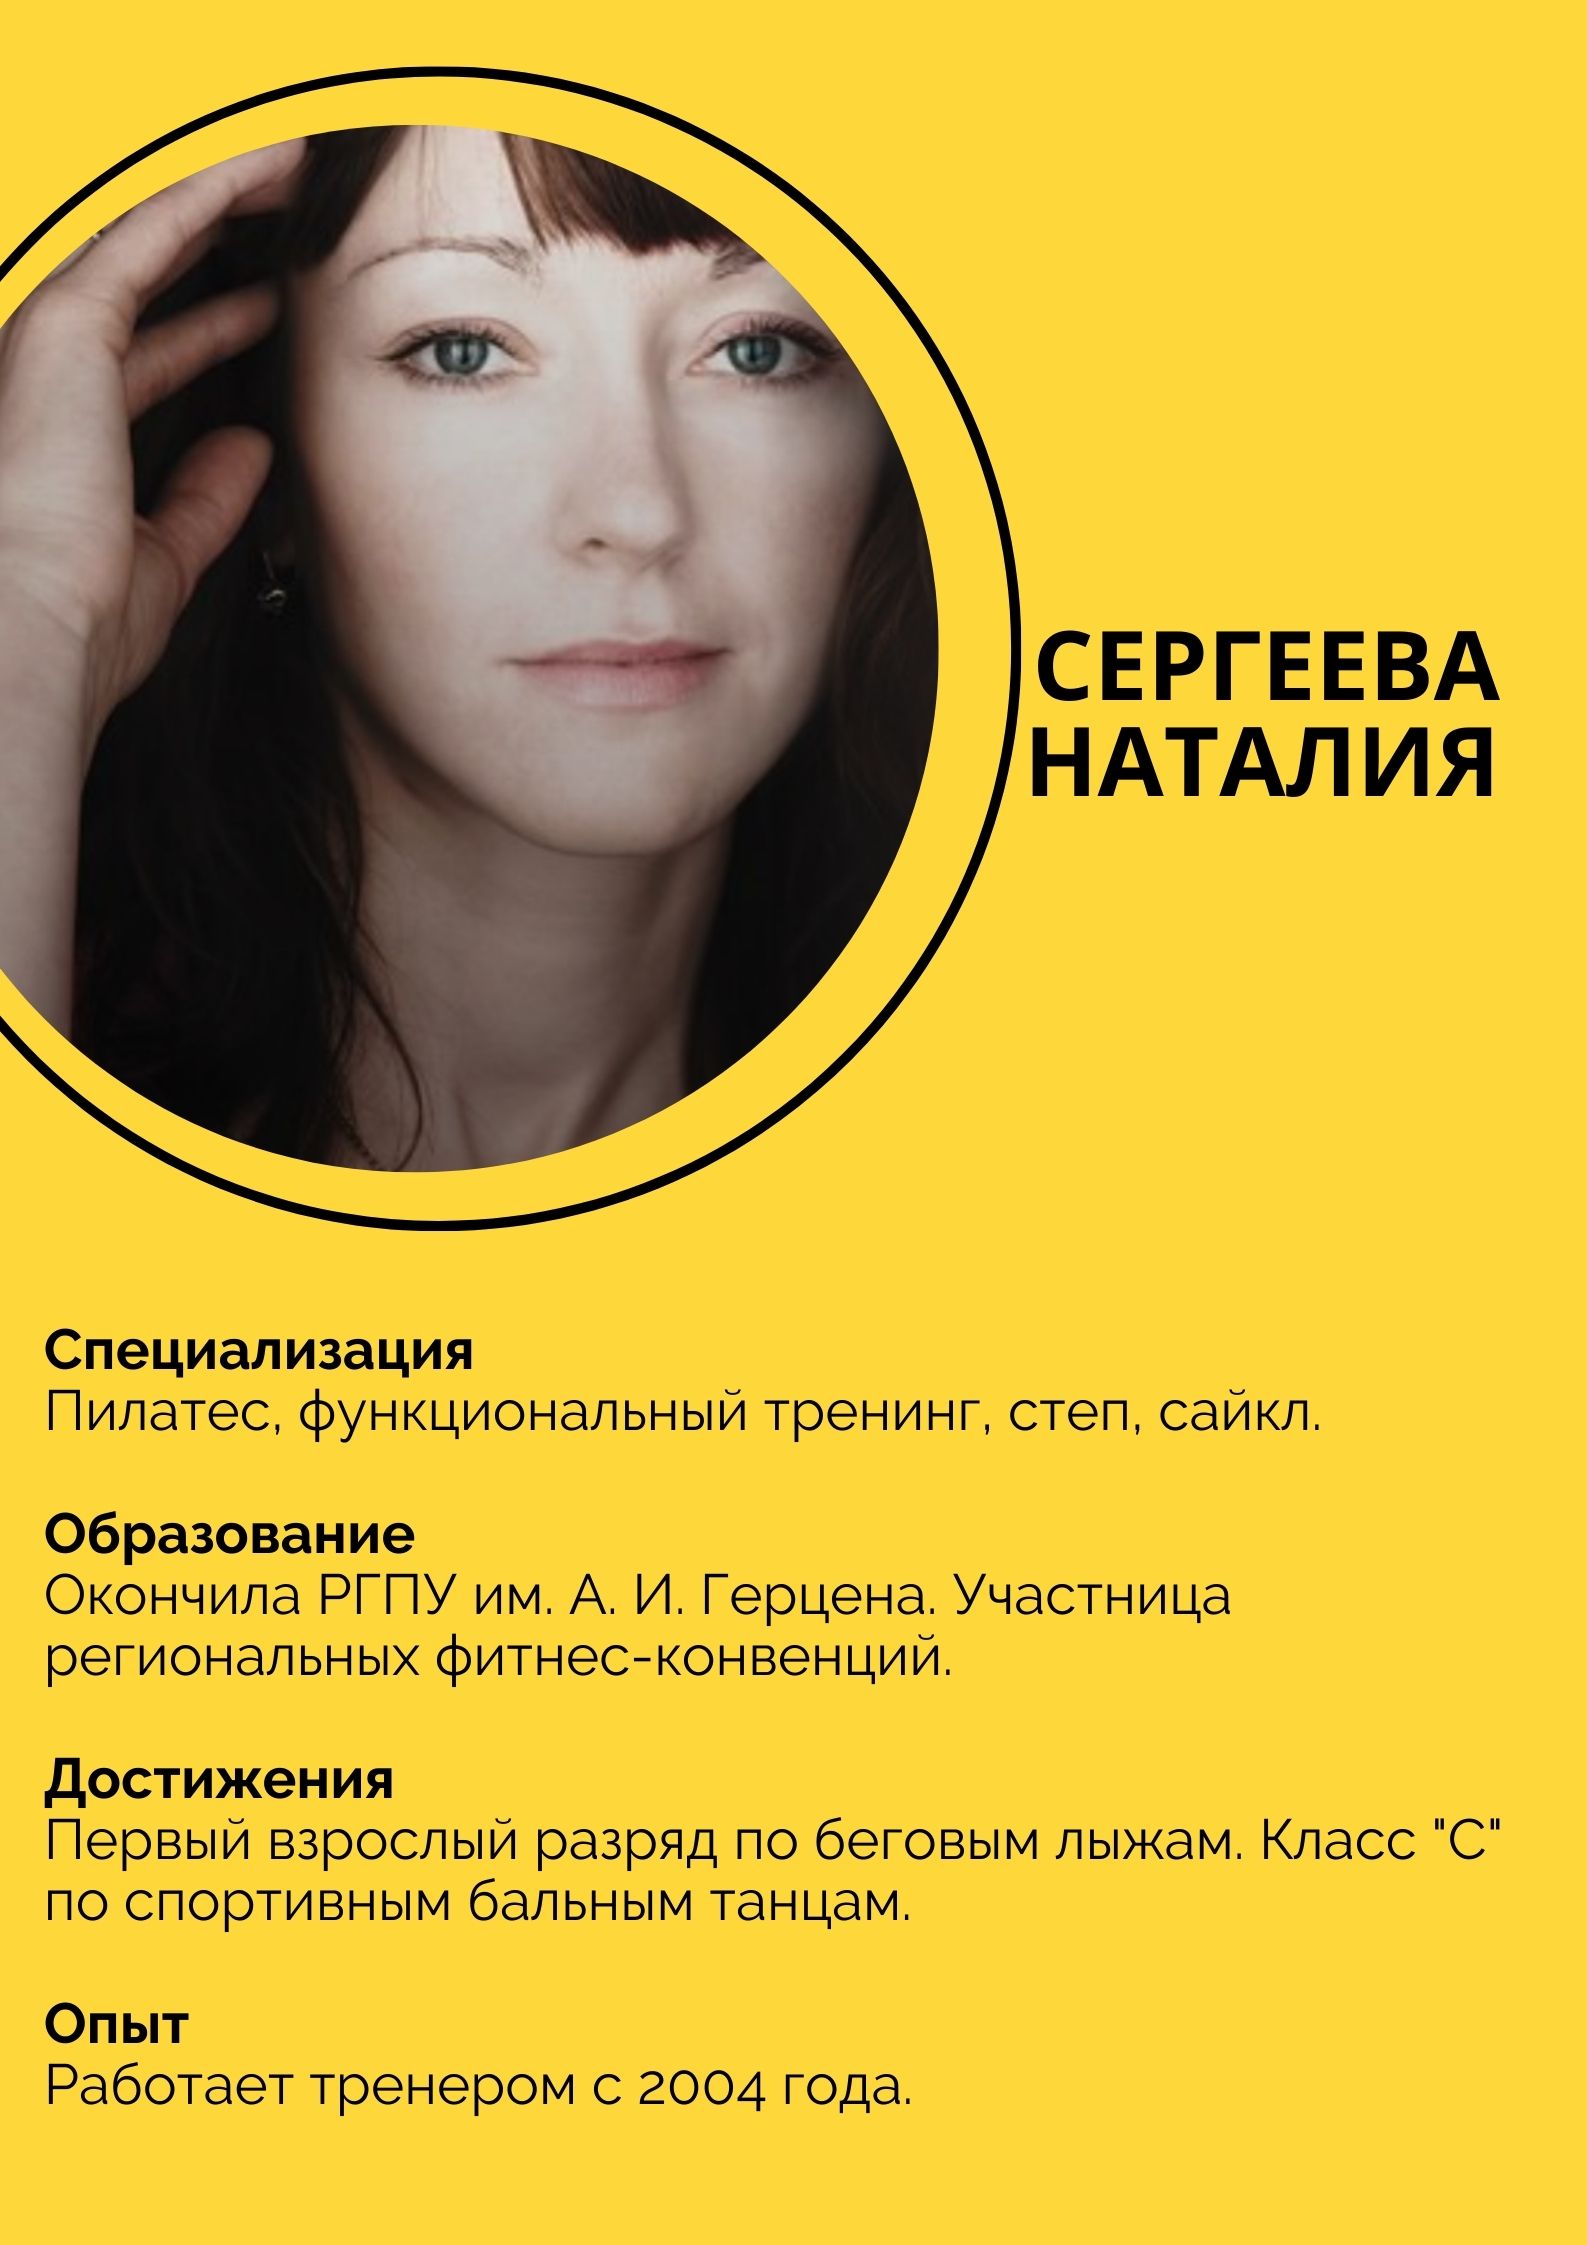 СЕРГЕЕВА
НАТАЛИЯ
Специализация
Пилатес, функциональный тренинг, степ, сайкл.
Образование
Окончила РГПУ им. А. И. Герцена. Участница
региональных фитнес-конвенций.
Достижения
Первый взрослый разряд по беговым лыжам. Класс "С"
по спортивным бальным танцам.
Опыт
Работает тренером с 2004 года.